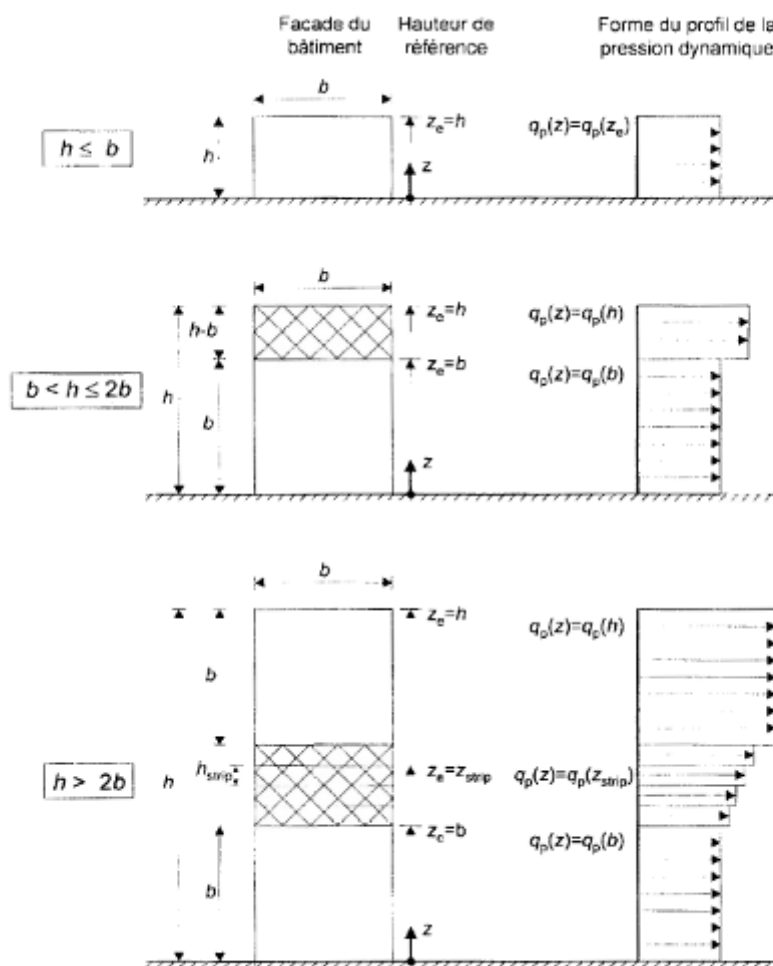 Facade du
bâtiment
Hauteur de
référence
Forme du profil de la
pression dynamique
b
h ≤ b
h
z_e=h
z
q_p(z)=q_p(z_e)
b
b < h ≤ 2b
h
h-b
b
z_e=h
z_e=b
z
q_p(z)=q_p(h)
q_p(z)=q_p(b)
b
h > 2b
h
b
h_strip
b
z_e=h
z_e=z_strip
z_e=b
z
q_p(z)=q_p(h)
q_p(z)=q_p(z_strip)
q_p(z)=q_p(b)